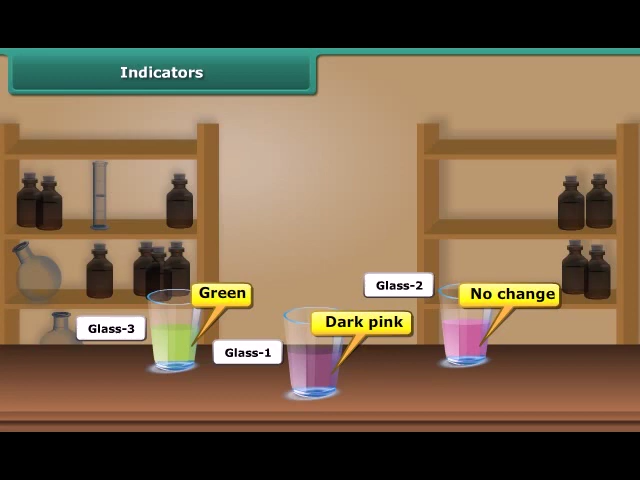 Indicators
Glass-2
Green
No change
Glass-3
Dark pink
Glass-1